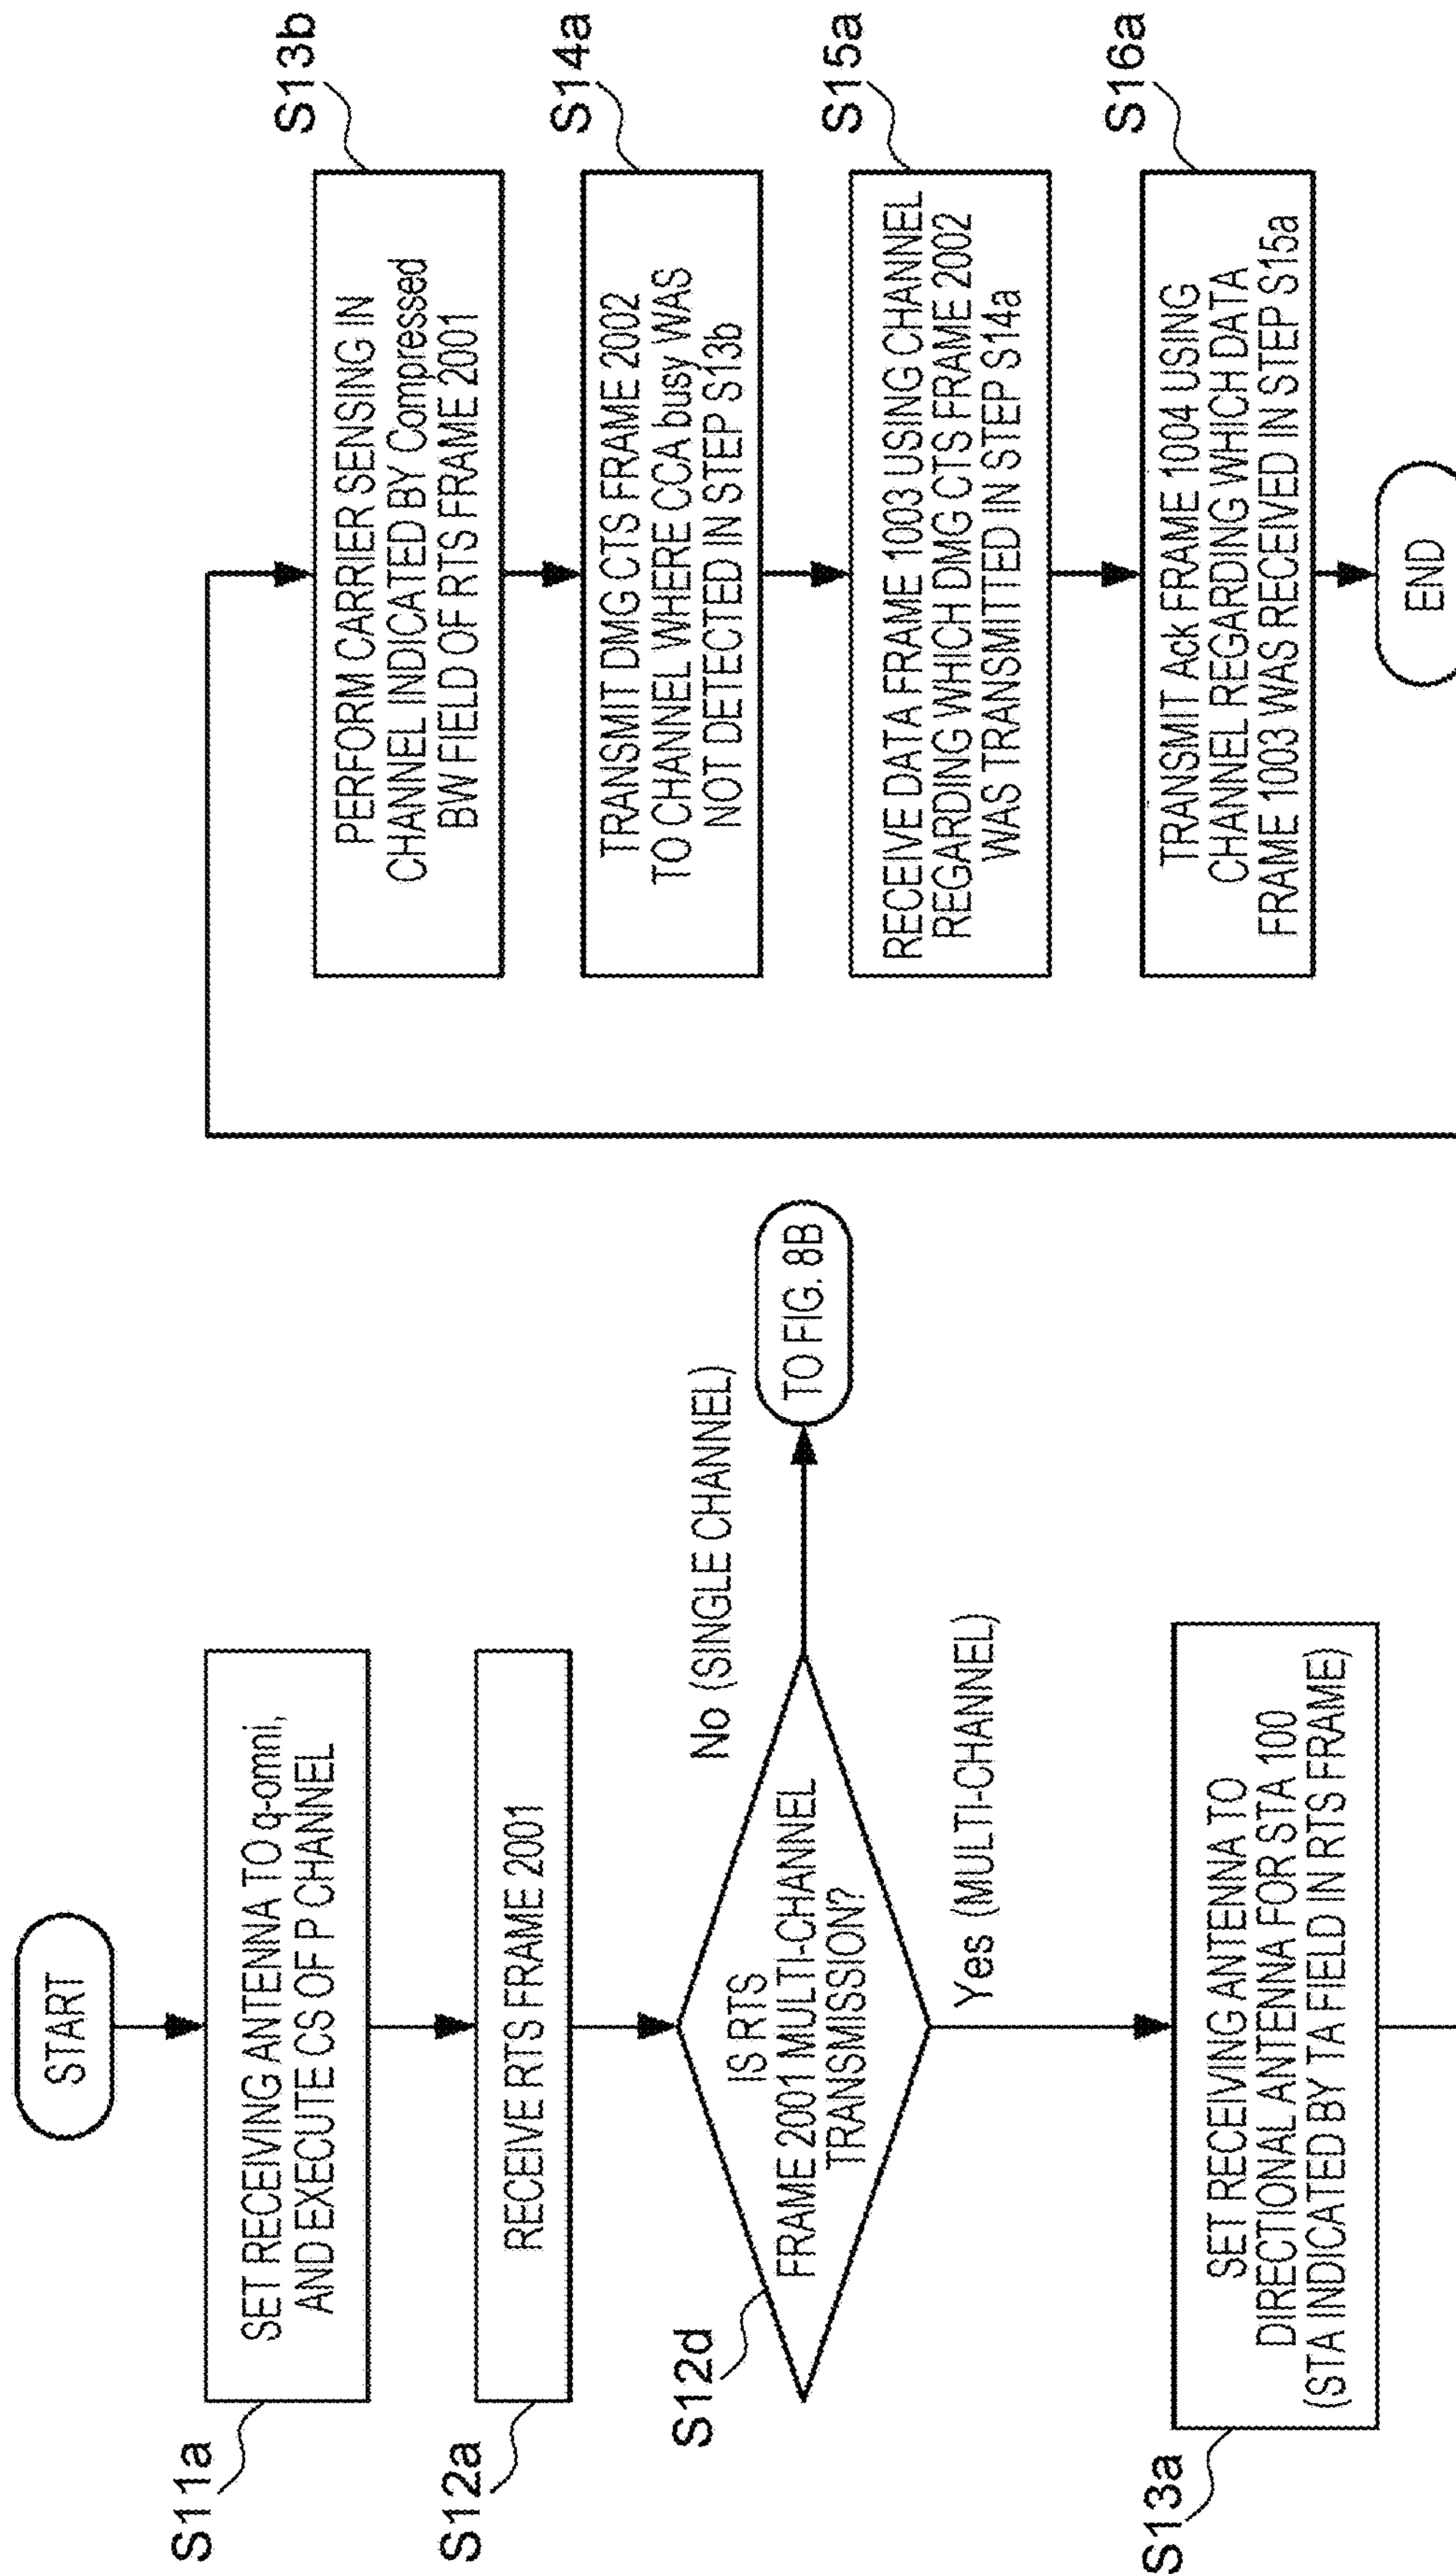 START
S11a
SET RECEIVING ANTENNA TO q-omni,
AND EXECUTE CS OF P CHANNEL
S12a
RECEIVE RTS FRAME 2001
S12d
IS RTS
FRAME 2001 MULTI-CHANNEL
TRANSMISSION?
No (SINGLE CHANNEL)
TO FIG. 8B
Yes (MULTI-CHANNEL)
S13a
SET RECEIVING ANTENNA TO
DIRECTIONAL ANTENNA FOR STA 100
(STA INDICATED BY TA FIELD IN RTS FRAME)
S13b
PERFORM CARRIER SENSING IN
CHANNEL INDICATED BY Compressed
BW FIELD OF RTS FRAME 2001
S14a
TRANSMIT DMG CTS FRAME 2002
TO CHANNEL WHERE CCA busy WAS
NOT DETECTED IN STEP S13b
S15a
RECEIVE DATA FRAME 1003 USING CHANNEL
REGARDING WHICH DMG CTS FRAME 2002
WAS TRANSMITTED IN STEP S14a
S16a
TRANSMIT Ack FRAME 1004 USING
CHANNEL REGARDING WHICH DATA
FRAME 1003 WAS RECEIVED IN STEP S15a
END